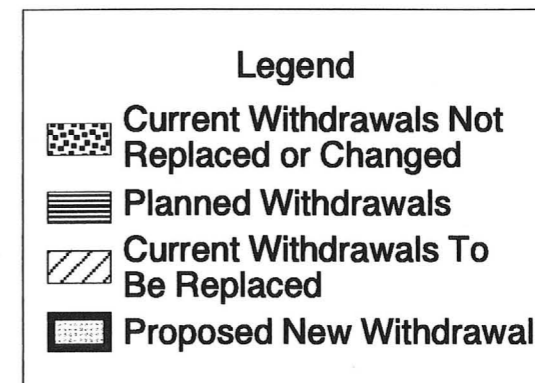 Legend
Current Withdrawals Not
Replaced or Changed
Planned Withdrawals
Current Withdrawals To
Be Replaced
Proposed New Withdrawal